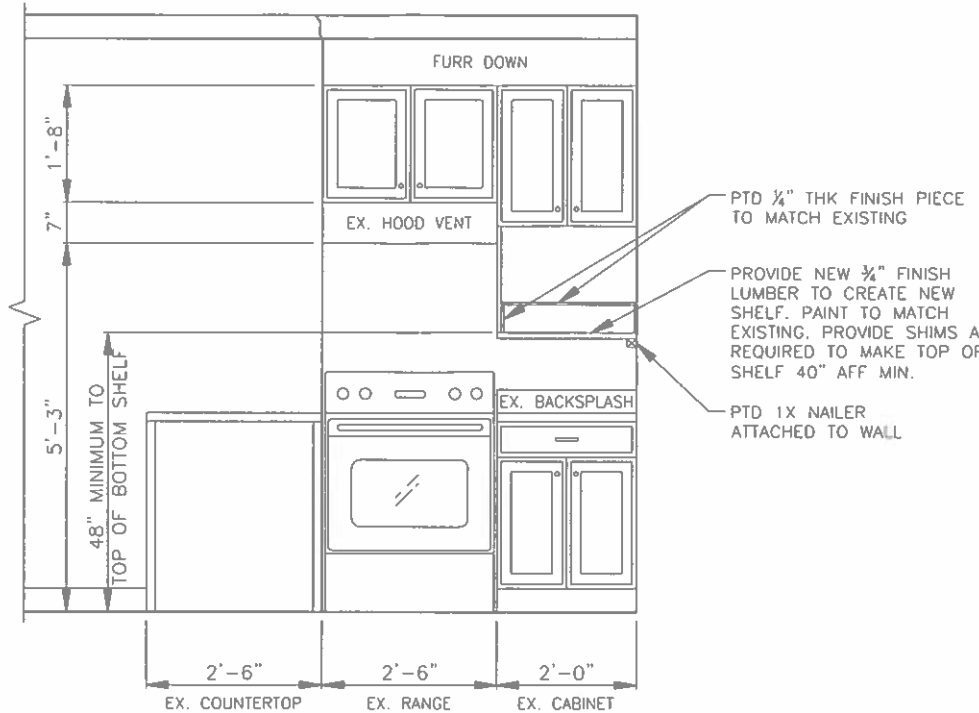 FURR DOWN
1'-8"
7"
EX. HOOD VENT
PTD ¼" THK FINISH PIECE
TO MATCH EXISTING
PROVIDE NEW ¾" FINISH
LUMBER TO CREATE NEW
SHELF. PAINT TO MATCH
EXISTING. PROVIDE SHIMS A
REQUIRED TO MAKE TOP OF
SHELF 40" AFF MIN.
5'-3"
48" MINIMUM TO
TOP OF BOTTOM SHELF
EX. BACKSPLASH
PTD 1X NAILER
ATTACHED TO WALL
2'-6"
EX. COUNTERTOP
2'-6"
EX. RANGE
2'-0"
EX. CABINET